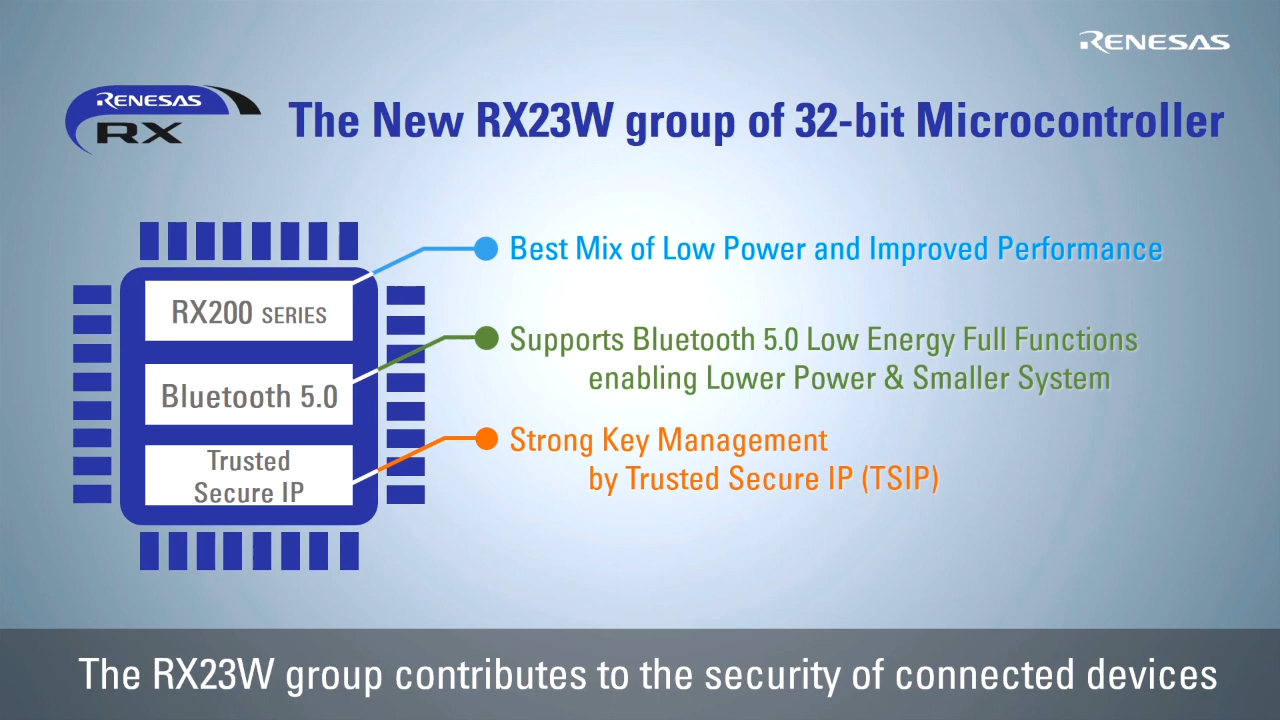 RENESAS
RENESAS
RX
The New RX23W group of 32-bit Microcontroller
RX200 SERIES
Best Mix of Low Power and Improved Performance
Bluetooth 5.0
Supports Bluetooth 5.0 Low Energy Full Functions
enabling Lower Power & Smaller System
Trusted
Secure IP
Strong Key Management
by Trusted Secure IP (TSIP)
The RX23W group contributes to the security of connected devices